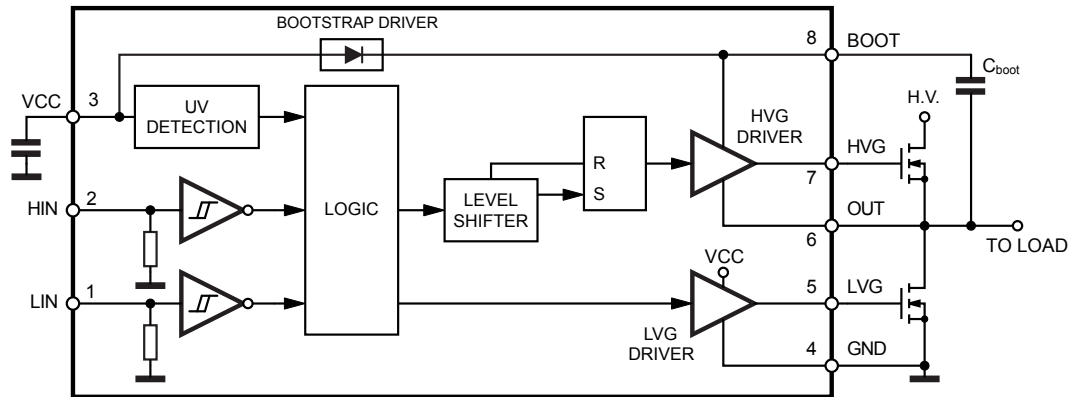 BOOTSTRAP DRIVER
8
BOOT
Cboot
VCC
3
UV
DETECTION
H.V.
HVG
DRIVER
HVG
7
R
S
HIN
2
LOGIC
LEVEL
SHIFTER
OUT
6
TO LOAD
VCC
LIN
1
5
LVG
LVG
DRIVER
4
GND